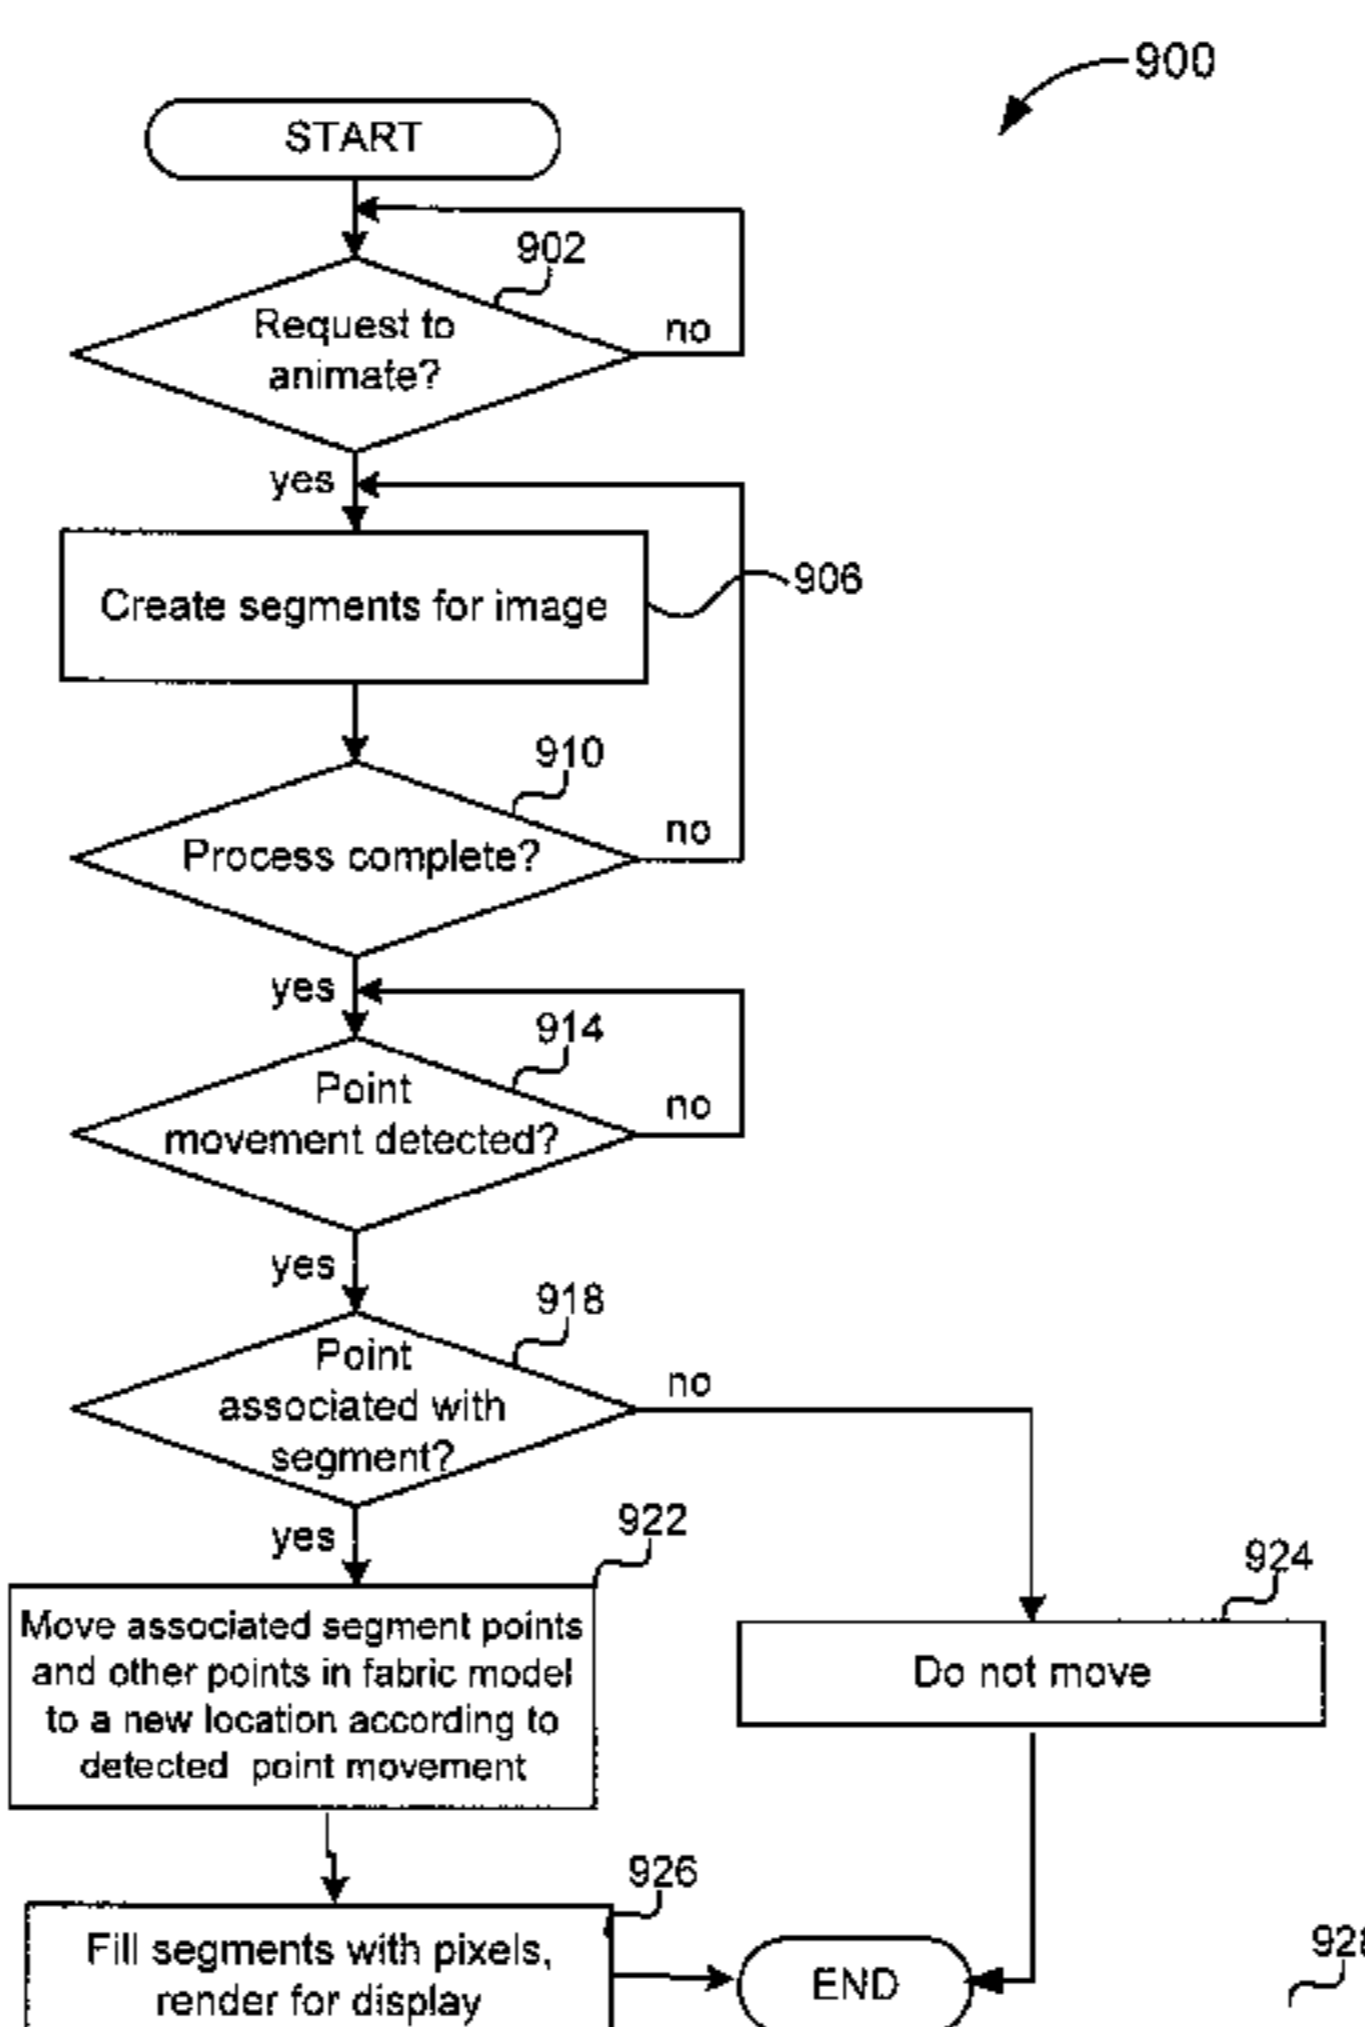 900
START
902
Request to
animate?
no
yes
Create segments for image
906
910
Process complete?
no
yes
914
Point
movement detected?
no
yes
918
Point
associated with
segment?
no
yes
922
Move associated segment points
and other points in fabric model
to a new location according to
detected point movement
924
Do not move
926
Fill segments with pixels,
render for display
END
928